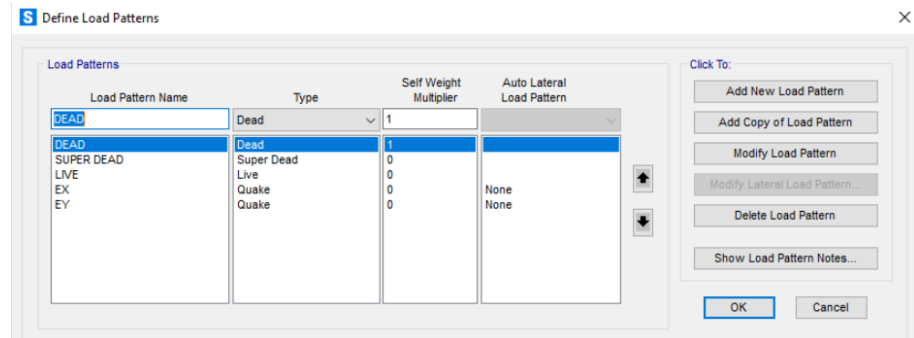 S Define Load Patterns
Load Patterns
Click To:
Load Pattern Name Type Self Weight Multiplier Auto Lateral Load Pattern
DEAD Dead 1
DEAD Dead 1
SUPER DEAD Super Dead 0
LIVE Live 0
EX Quake 0 None
EY Quake 0 None
Add New Load Pattern
Add Copy of Load Pattern
Modify Load Pattern
Modify Lateral Load Pattern...
Delete Load Pattern
Show Load Pattern Notes...
OK Cancel